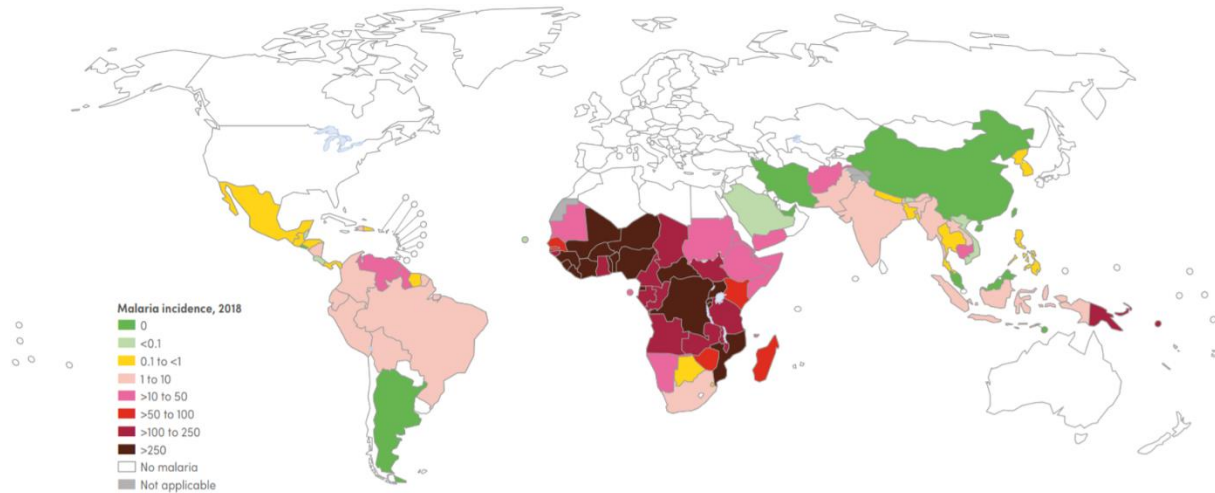 Malaria incidence, 2018
0
<0.1
0.1 to <1
1 to 10
>10 to 50
>50 to 100
>100 to 250
>250
No malaria
Not applicable